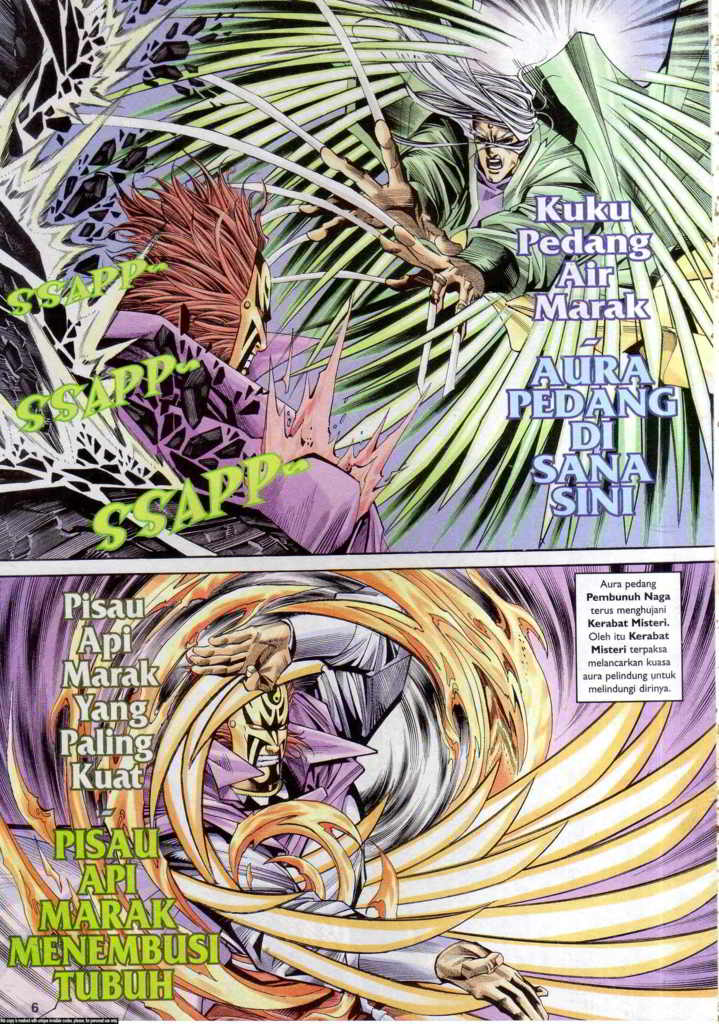 Kuku
Pedang
Air
Marak
~
AURA
PEDANG
DI
SANA
SINI
SSAPP~
SSAPP~
SSAPP~
Aura pedang
Pembunuh Naga
terus menghujani
Kerabat Misteri.
Oleh itu Kerabat
Misteri terpaksa
melancarkan kuasa
aura pelindung untuk
melindungi dirinya.
Pisau
Api
Marak
Yang
Paling
Kuat
~
PISAU
API
MARAK
MENEMBUSI
TUBUH
6